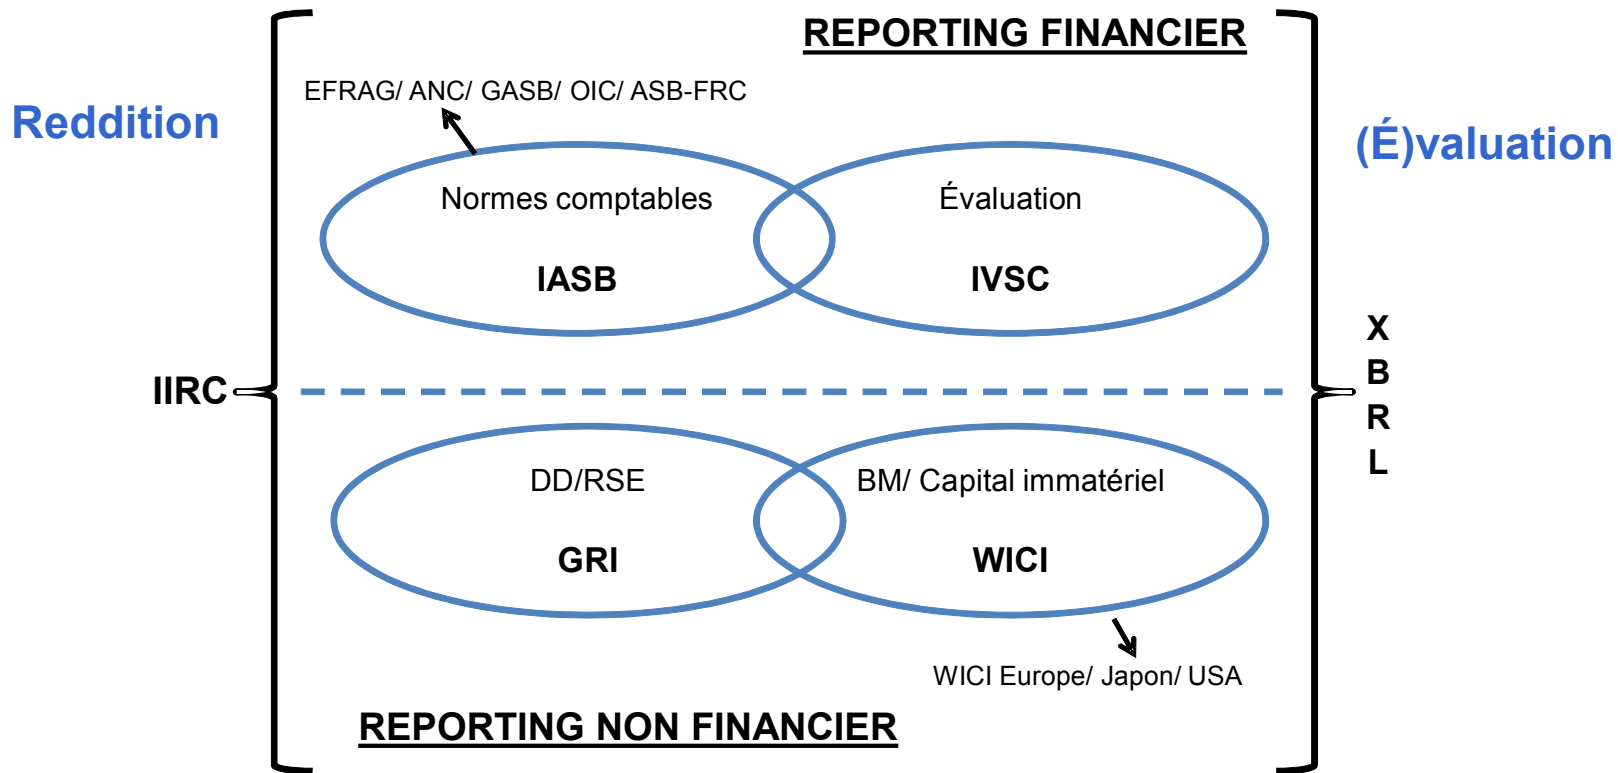 REPORTING FINANCIER
EFRAG/ ANC/ GASB/ OIC/ ASB-FRC
Reddition
(É)valuation
Normes comptables
Évaluation
IASB
IVSC
IIRC
X
B
R
L
DD/RSE
BM/ Capital immatériel
GRI
WICI
WICI Europe/ Japon/ USA
REPORTING NON FINANCIER